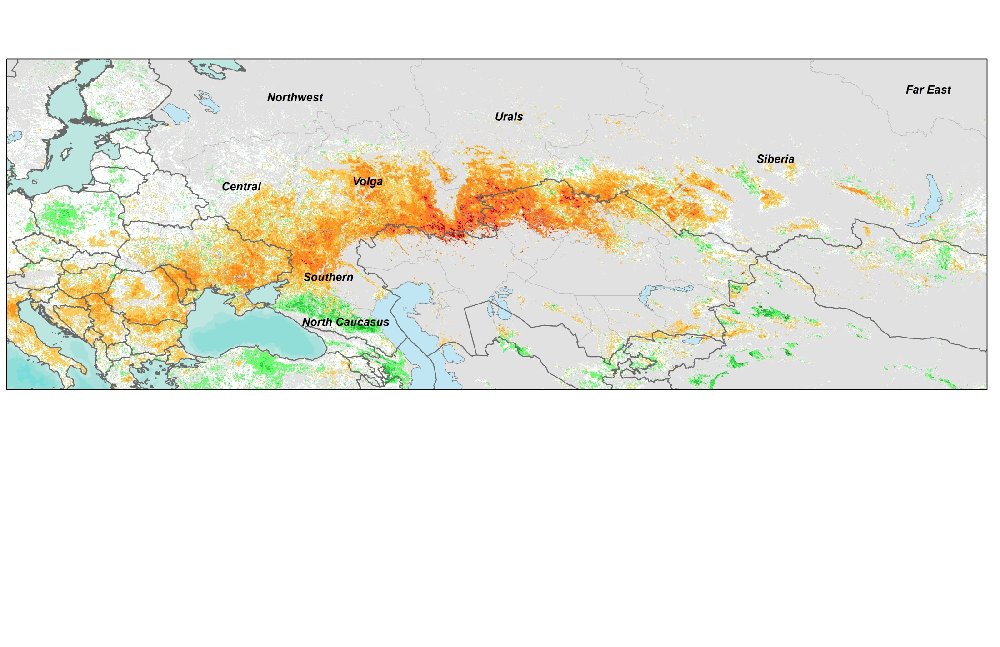 Far East
Northwest
Urals
Siberia
Volga
Central
Southern
North Caucasus